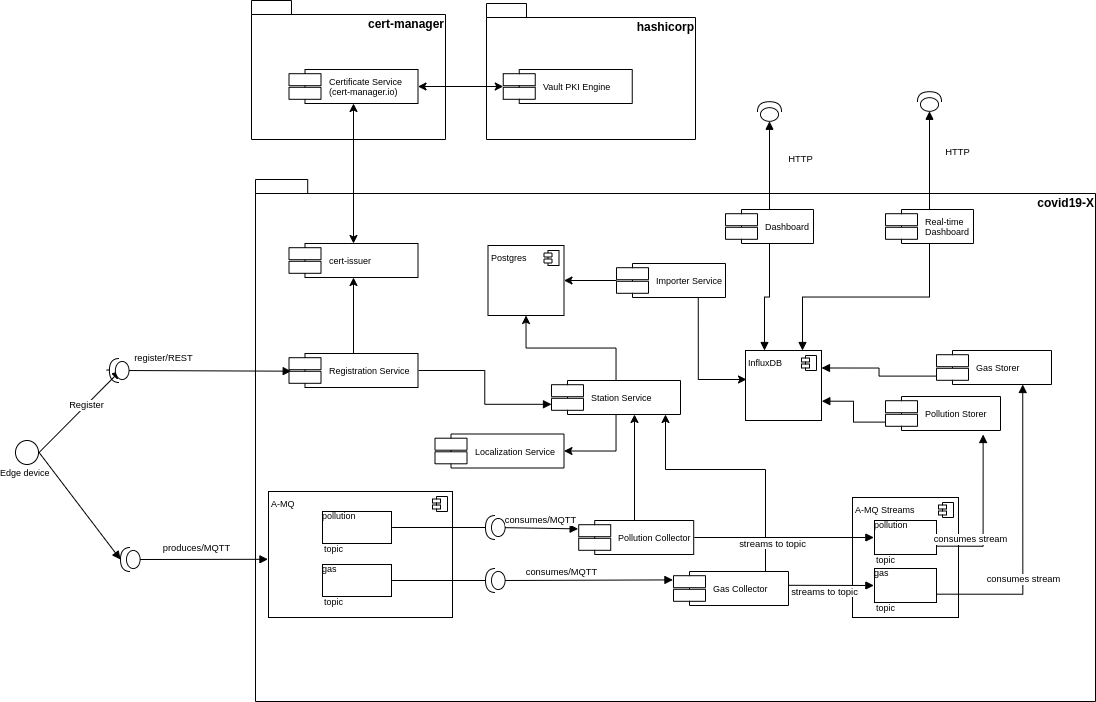 cert-manager
hashicorp
Certificate Service
(cert-manager.io)
Vault PKI Engine
HTTP
HTTP
covid19-X
Dashboard
Real-time
Dashboard
cert-issuer
Postgres
Importer Service
register/REST
Registration Service
InfluxDB
Gas Storer
Register
Station Service
Pollution Storer
Edge device
Localization Service
A-MQ
pollution
topic
gas
topic
produces/MQTT
consumes/MQTT
Pollution Collector
streams to topic
consumes/MQTT
Gas Collector
streams to topic
A-MQ Streams
pollution
topic
gas
topic
consumes stream
consumes stream